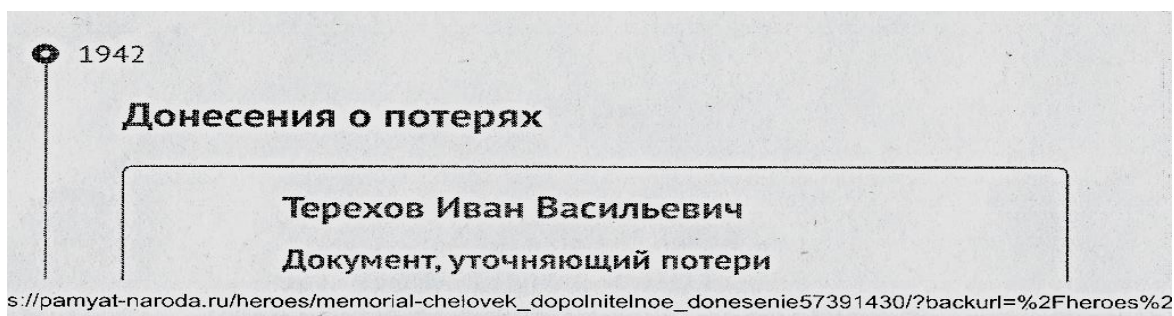 1942
Донесения о потерях
Терехов Иван Васильевич
Документ, уточняющий потери
s://pamyat-naroda.ru/heroes/memorial-chelovek_dopolnitelnoe_donesenie57391430/?backurl=%2Fheroes%2